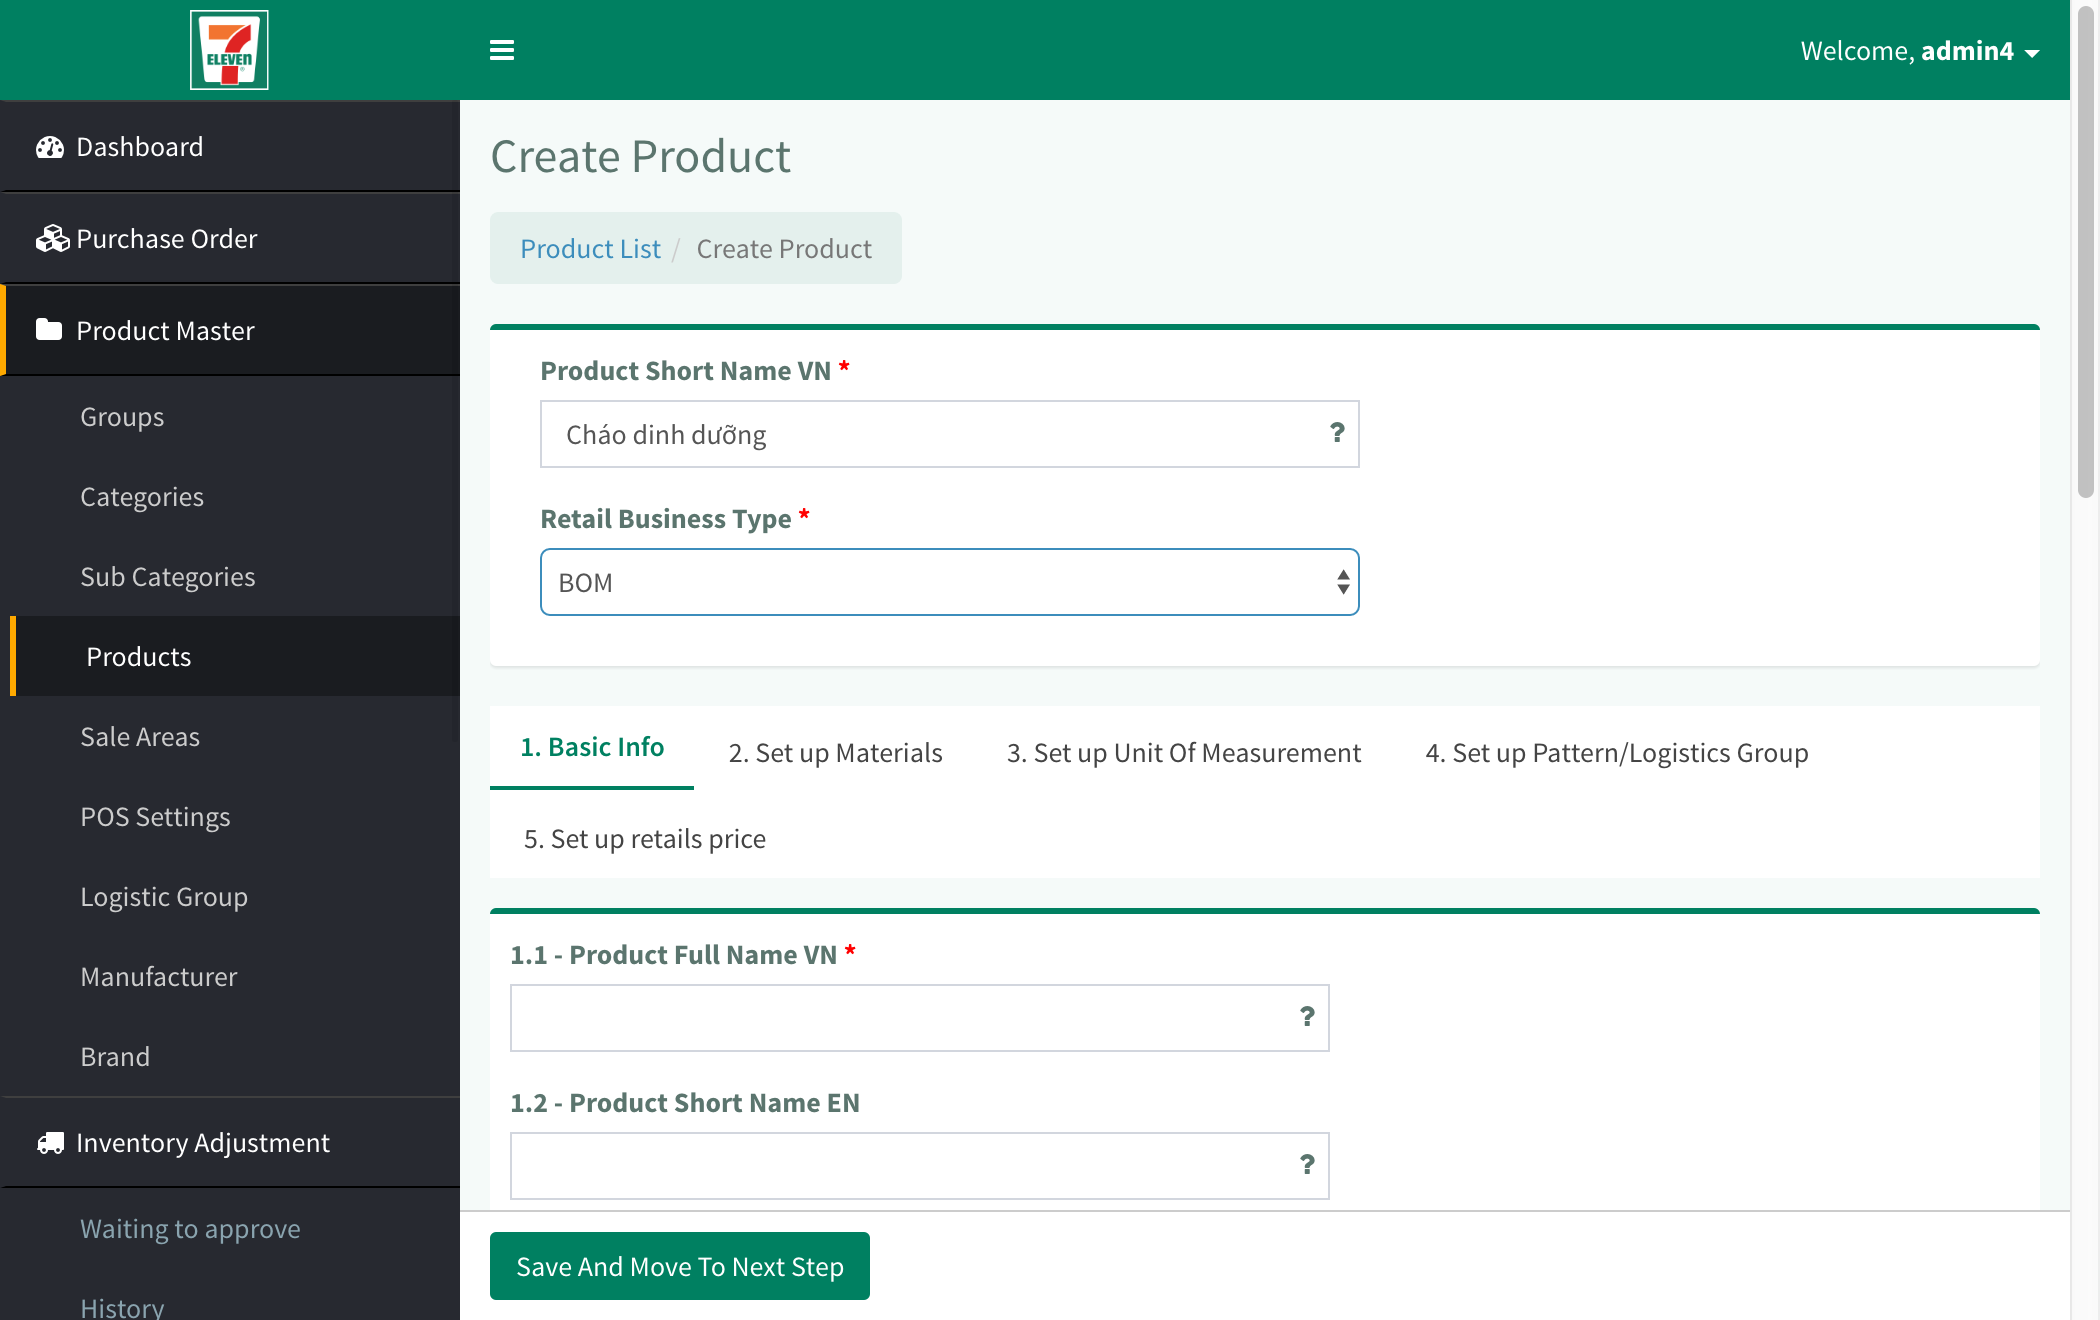 7
ELEVEN
Welcome, admin4
Dashboard
Purchase Order
Product Master
Groups
Categories
Sub Categories
Products
Sale Areas
POS Settings
Logistic Group
Manufacturer
Brand
Inventory Adjustment
Waiting to approve
History
Create Product
Product List / Create Product
Product Short Name VN *
Cháo dinh dưỡng ?
Retail Business Type *
BOM
1. Basic Info 2. Set up Materials 3. Set up Unit Of Measurement 4. Set up Pattern/Logistics Group
5. Set up retails price
1.1 - Product Full Name VN *
?
1.2 - Product Short Name EN
?
Save And Move To Next Step